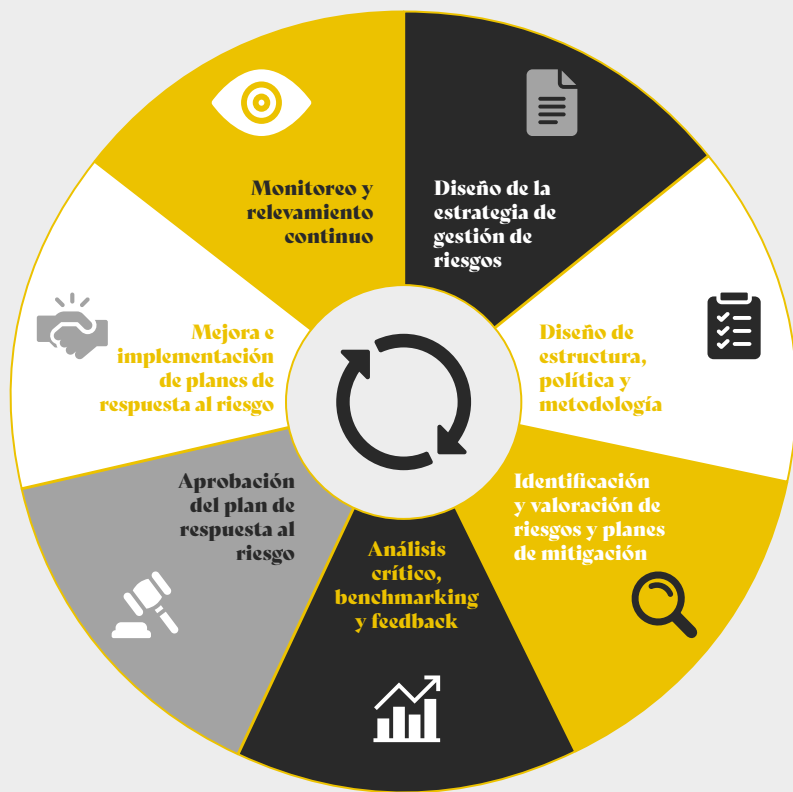 Diseño de la
estrategia de
gestión de
riesgos
Diseño de
estructura,
política y
metodología
Identificación
y valoración de
riesgos y planes
de mitigación
Análisis
crítico,
benchmarking
y feedback
Aprobación
del plan de
respuesta al
riesgo
Mejora e
implementación
de planes de
respuesta al riesgo
Monitoreo y
relevamiento
continuo